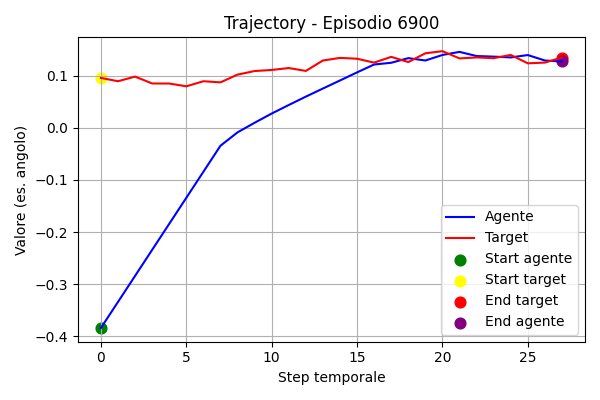 Trajectory - Episodio 6900
Valore (es. angolo)
0.1
0.0
−0.1
−0.2
−0.3
−0.4
0
5
10
15
20
25
Step temporale
Agente
Target
Start agente
Start target
End target
End agente